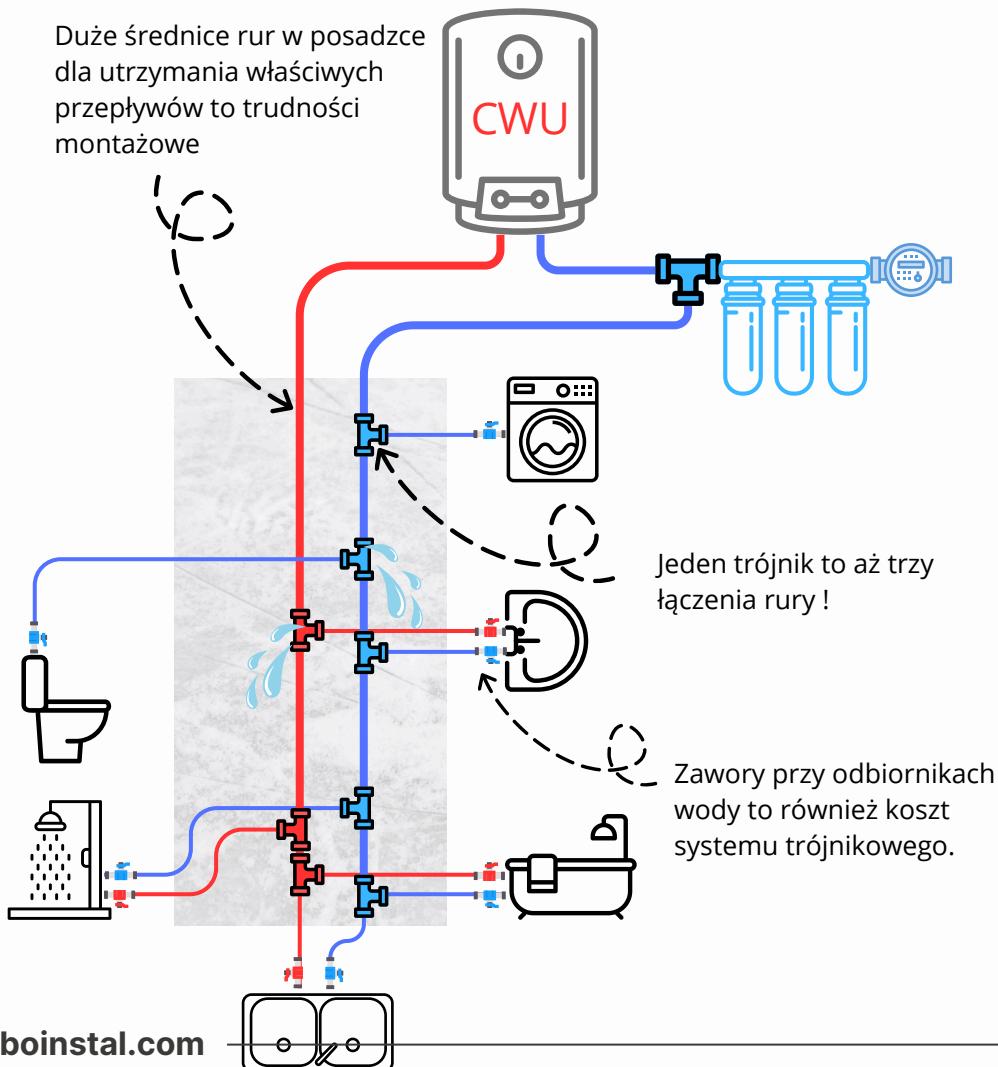 Duże średnice rur w posadzce
dla utrzymania właściwych
przepływów to trudności
montażowe
CWU
Jeden trójnik to aż trzy
łączenia rury !
Zawory przy odbiornikach
wody to również koszt
systemu trójnikowego.
boinstal.com